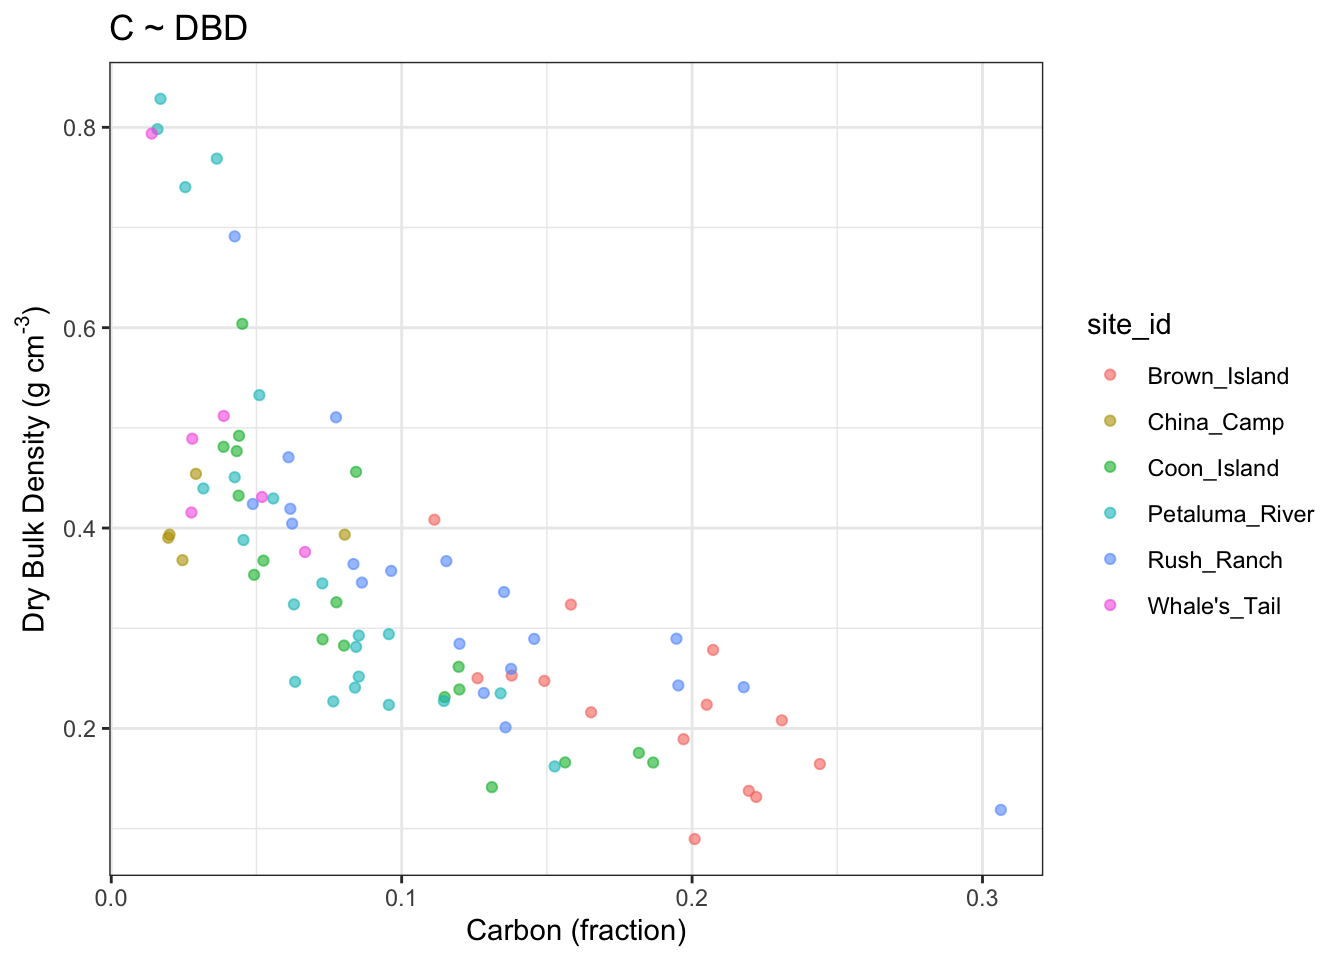 C ~ DBD
0.8
0.6
0.4
0.2
Dry Bulk Density (g cm⁻³)
0.0 0.1 0.2 0.3
Carbon (fraction)
site_id
Brown_Island
China_Camp
Coon_Island
Petaluma_River
Rush_Ranch
Whale's_Tail